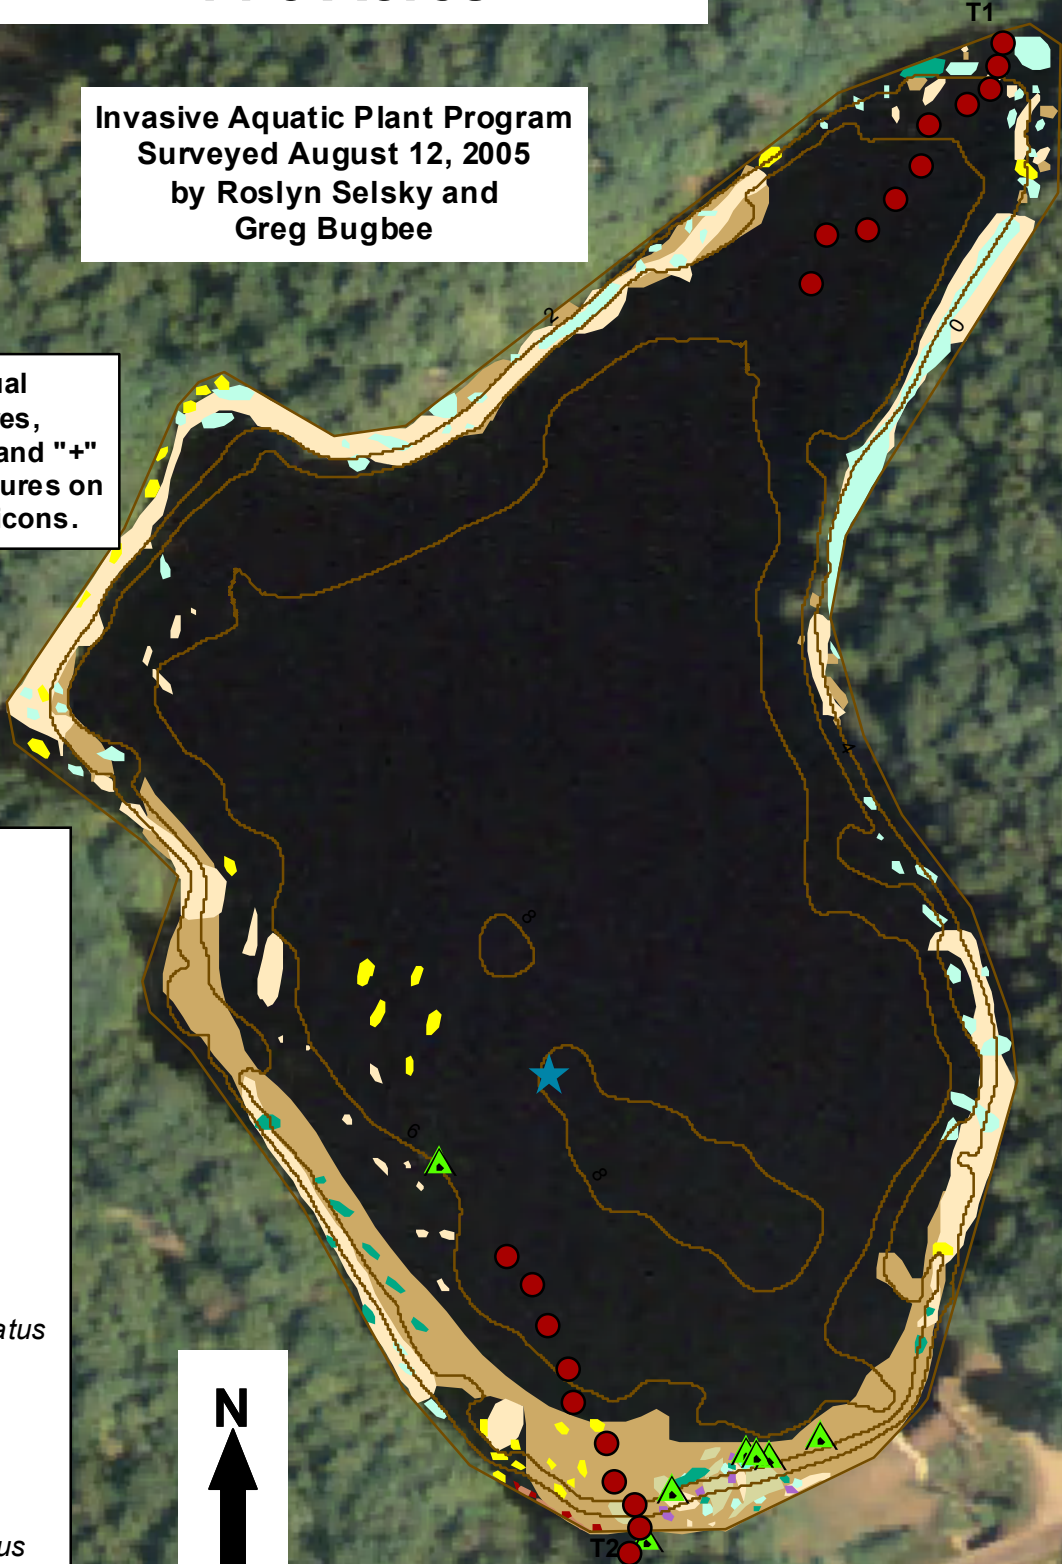 T1
Invasive Aquatic Plant Program
Surveyed August 12, 2005
by Roslyn Selsky and
Greg Bugbee
2
0
ual
es,
and "+"
ures on
icons.
4
8
6
8
atus
N
T2
us